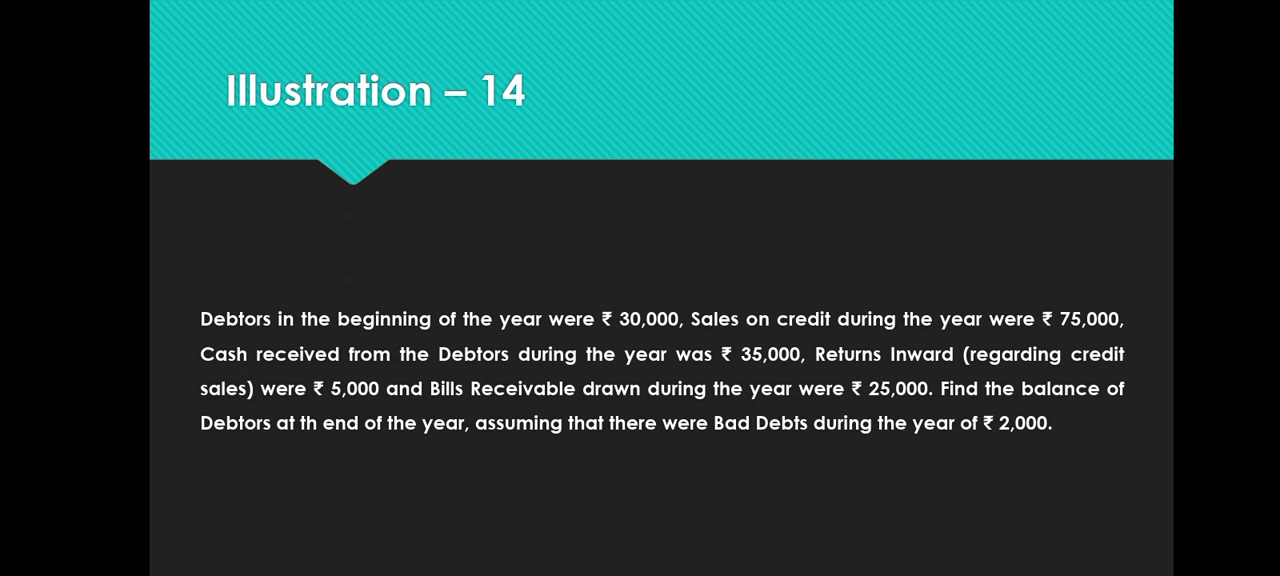 Illustration – 14
Debtors in the beginning of the year were ₹ 30,000, Sales on credit during the year were ₹ 75,000,
Cash received from the Debtors during the year was ₹ 35,000, Returns Inward (regarding credit
sales) were ₹ 5,000 and Bills Receivable drawn during the year were ₹ 25,000. Find the balance of
Debtors at th end of the year, assuming that there were Bad Debts during the year of ₹ 2,000.